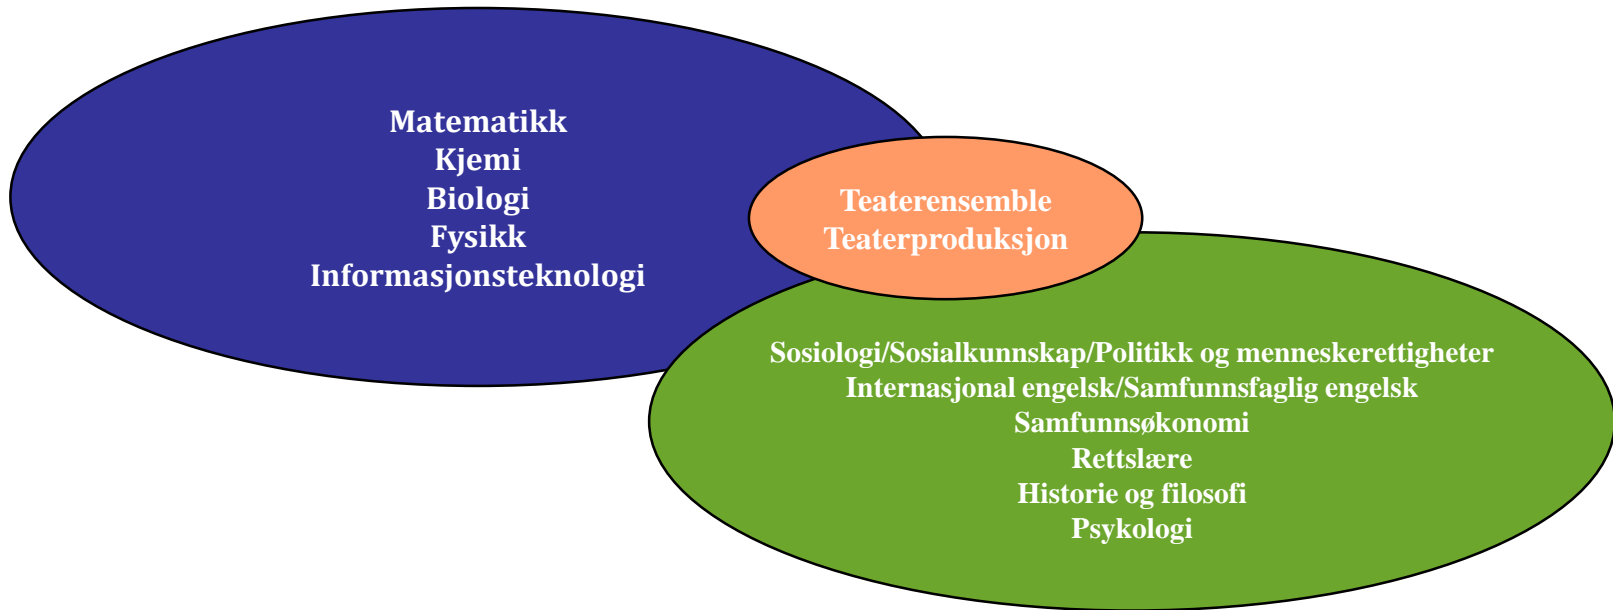 Matematikk
Kjemi
Biologi
Fysikk
Informasjonsteknologi
Teaterensemble
Teaterproduksjon
Sosiologi/Sosialkunnskap/Politikk og menneskerettigheter
Internasjonal engelsk/Samfunnsfaglig engelsk
Samfunnsøkonomi
Rettslære
Historie og filosofi
Psykologi